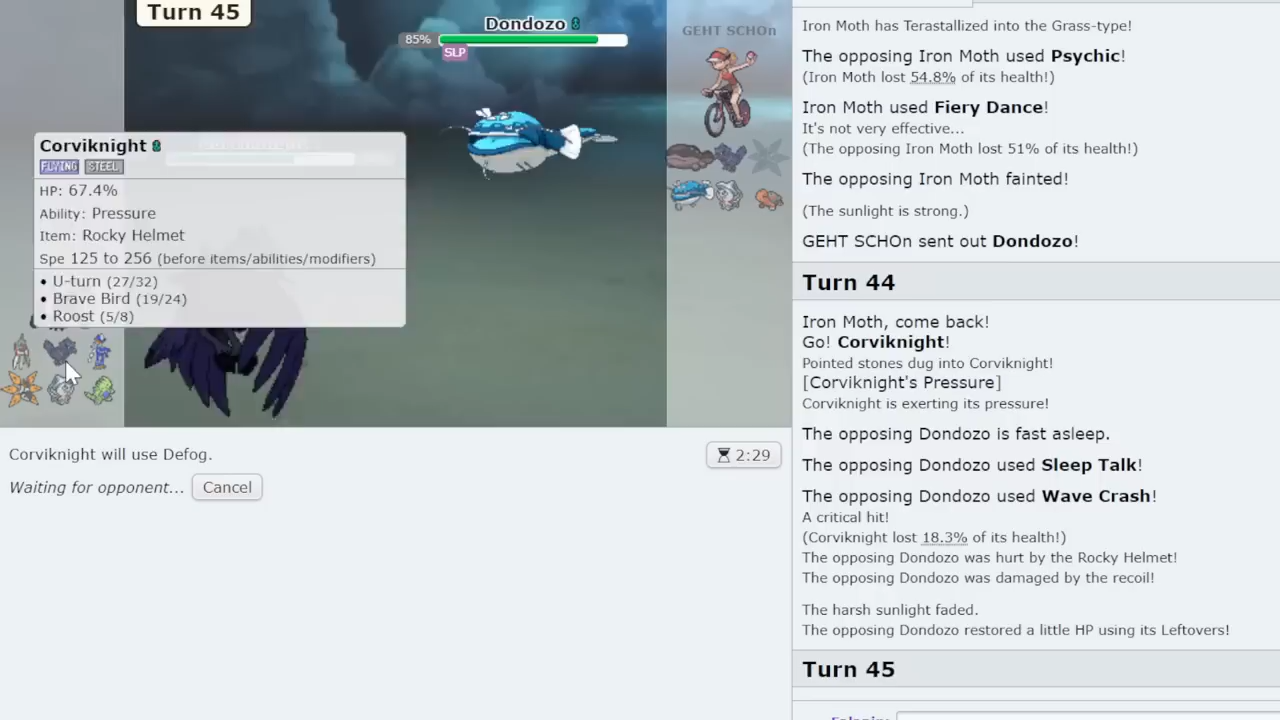 Turn 45
Dondozo
85%
SLP
GEHT SCHOn
Corviknight
FLYING STEEL
HP: 67.4%
Ability: Pressure
Item: Rocky Helmet
Spe 125 to 256 (before items/abilities/modifiers)
• U-turn (27/32)
• Brave Bird (19/24)
• Roost (5/8)
Corviknight will use Defog.
2:29
Waiting for opponent... Cancel
Iron Moth has Terastallized into the Grass-type!
The opposing Iron Moth used Psychic!
(Iron Moth lost 54.8% of its health!)
Iron Moth used Fiery Dance!
It's not very effective...
(The opposing Iron Moth lost 51% of its health!)
The opposing Iron Moth fainted!
(The sunlight is strong.)
GEHT SCHOn sent out Dondozo!
Turn 44
Iron Moth, come back!
Go! Corviknight!
Pointed stones dug into Corviknight!
[Corviknight's Pressure]
Corviknight is exerting its pressure!
The opposing Dondozo is fast asleep.
The opposing Dondozo used Sleep Talk!
The opposing Dondozo used Wave Crash!
A critical hit!
(Corviknight lost 18.3% of its health!)
The opposing Dondozo was hurt by the Rocky Helmet!
The opposing Dondozo was damaged by the recoil!
The harsh sunlight faded.
The opposing Dondozo restored a little HP using its Leftovers!
Turn 45